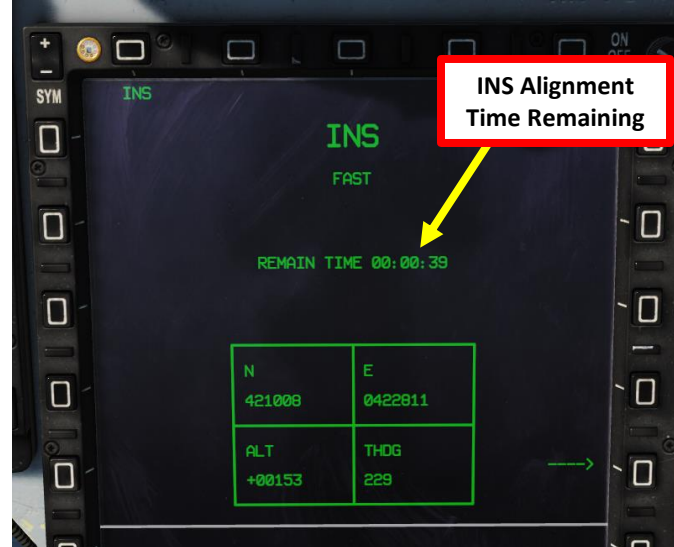 +
ON
OFF
-
SYM
INS
INS Alignment
Time Remaining
INS
FAST
REMAIN TIME 00:00:39
N
421008
E
0422811
ALT
+00153
THDG
229
---->